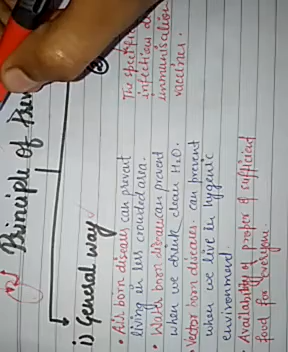 Principle of
i) General way
• Air born diseases can prevent
living in less crowded area.
• Water born diseases can prevent
when we drink clean H₂O.
• Vector born diseases can prevent
when we live in hygenic
environment.
• Availability of proper & sufficient
food for everyone.
The specific
infectious
immunisation
vaccines.